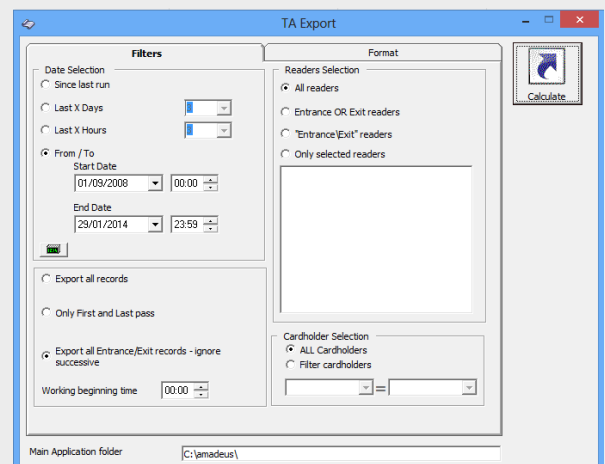 TA Export
Filters
Format
Date Selection
Since last run
Last X Days
Last X Hours
From / To
Start Date
01/09/2008 00:00
End Date
29/01/2014 23:59
Export all records
Only First and Last pass
Export all Entrance/Exit records - ignore
successive
Working beginning time 00:00
Readers Selection
All readers
Entrance OR Exit readers
"Entrance\Exit" readers
Only selected readers
Cardholder Selection
ALL Cardholders
Filter cardholders
=
Calculate
Main Application folder C:\amadeus\